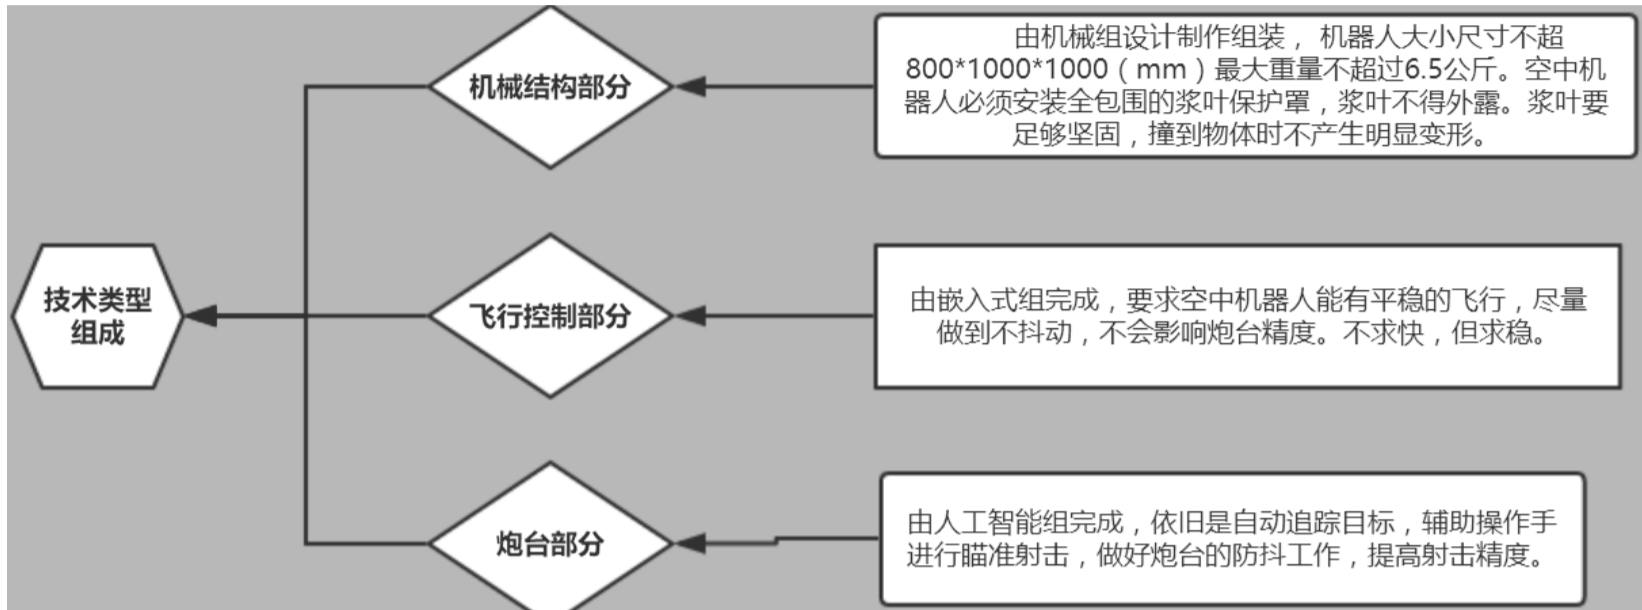 机械结构部分
由机械组设计制作组装，机器人大小尺寸不超
800*1000*1000（mm）最大重量不超过6.5公斤。空中机
器人必须安装全包围的浆叶保护罩，浆叶不得外露。浆叶要
足够坚固，撞到物体时不产生明显变形。
技术类型
组成
飞行控制部分
由嵌入式组完成，要求空中机器人能有平稳的飞行，尽量
做到不抖动，不会影响炮台精度。不求快，但求稳。
炮台部分
由人工智能组完成，依旧是自动追踪目标，辅助操作手
进行瞄准射击，做好炮台的防抖工作，提高射击精度。